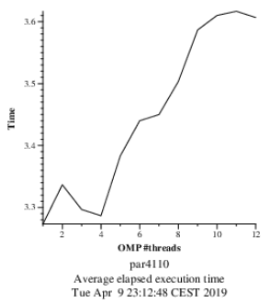 3.6
3.5
3.4
3.3
Time
2 4 6 8 10 12
OMP #threads
par4110
Average elapsed execution time
Tue Apr 9 23:12:48 CEST 2019